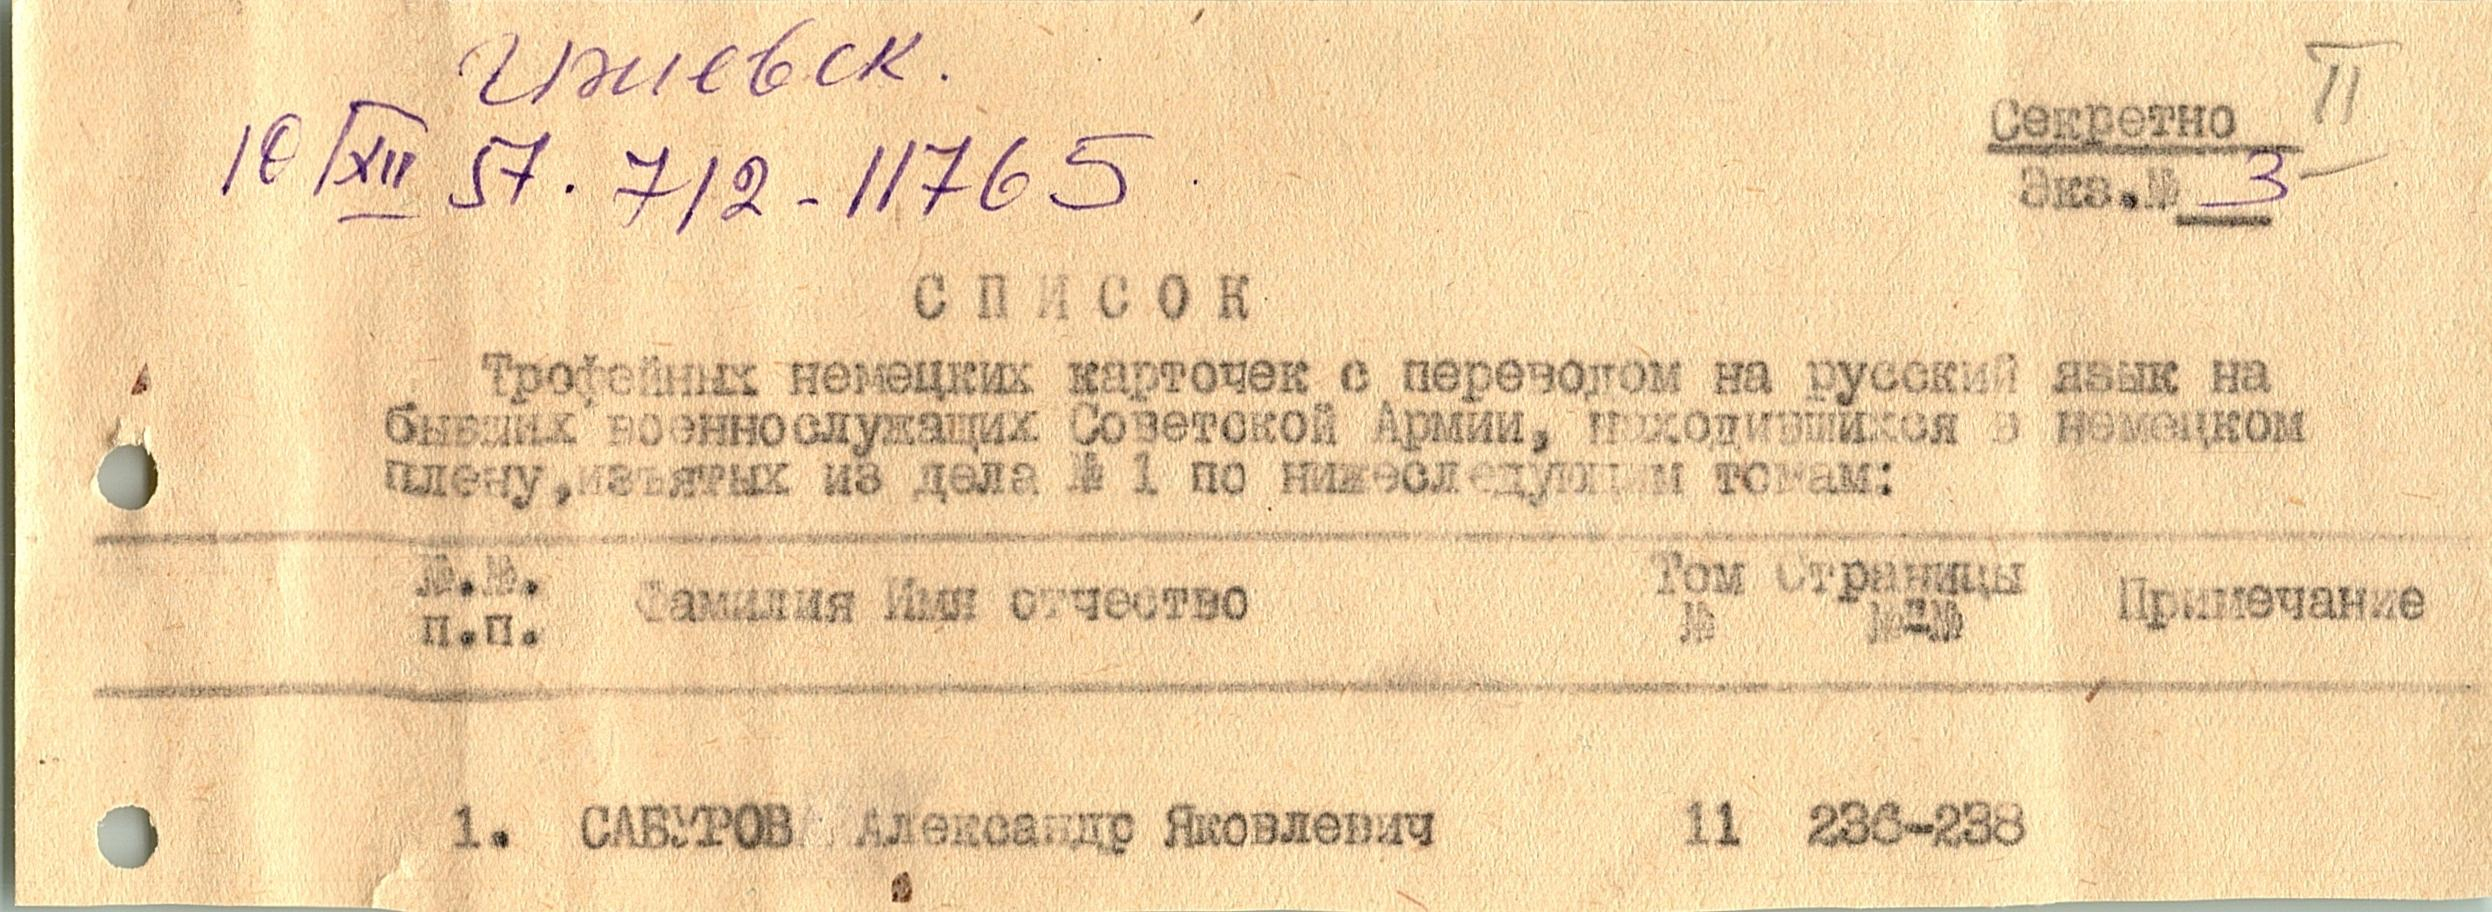 Ижевск.
10/XII 57. 7/2-11765.
II
Секретно
Экз.№ 3
СПИСОК
Трофейных немецких карточек с переводом на русский язык на
бывших военнослужащих Советской Армии, находившихся в немецком
плену,изъятых из дела № 1 по нижеследующим томам:
№.№. Фамилия Имя отчество Том Страницы Примечание
п.п. № №-№
1. САБУРОВ Александр Яковлевич 11 236-238